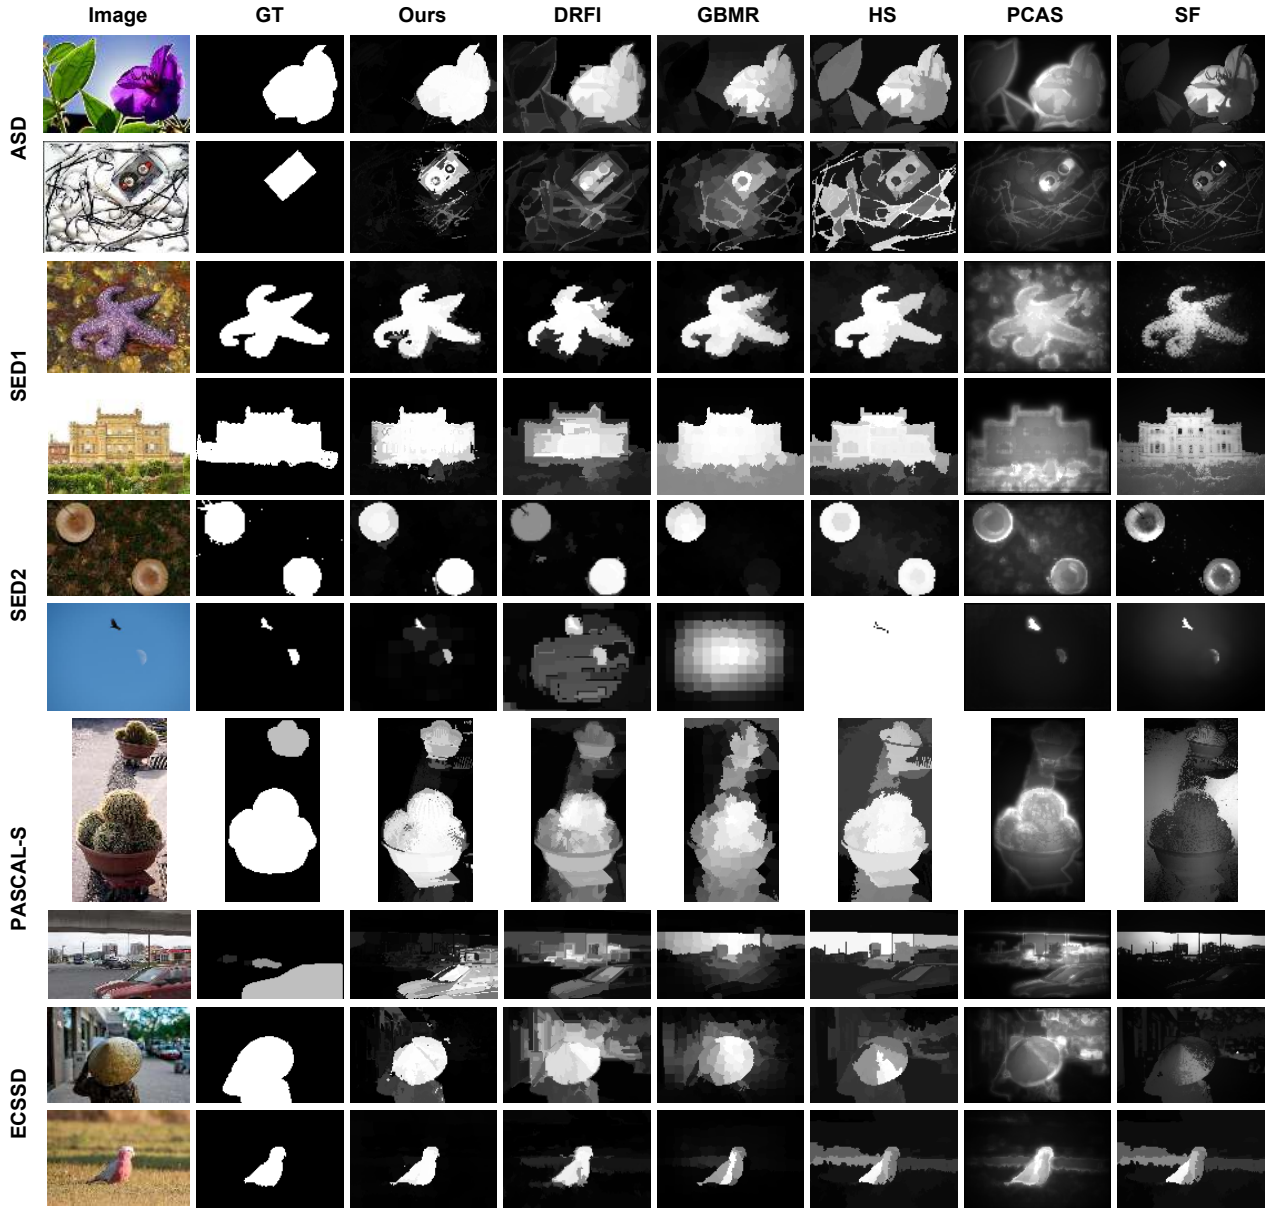 Image GT Ours DRFI GBMR HS PCAS SF
ASD
SED1
SED2
PASCAL-S
ECSSD